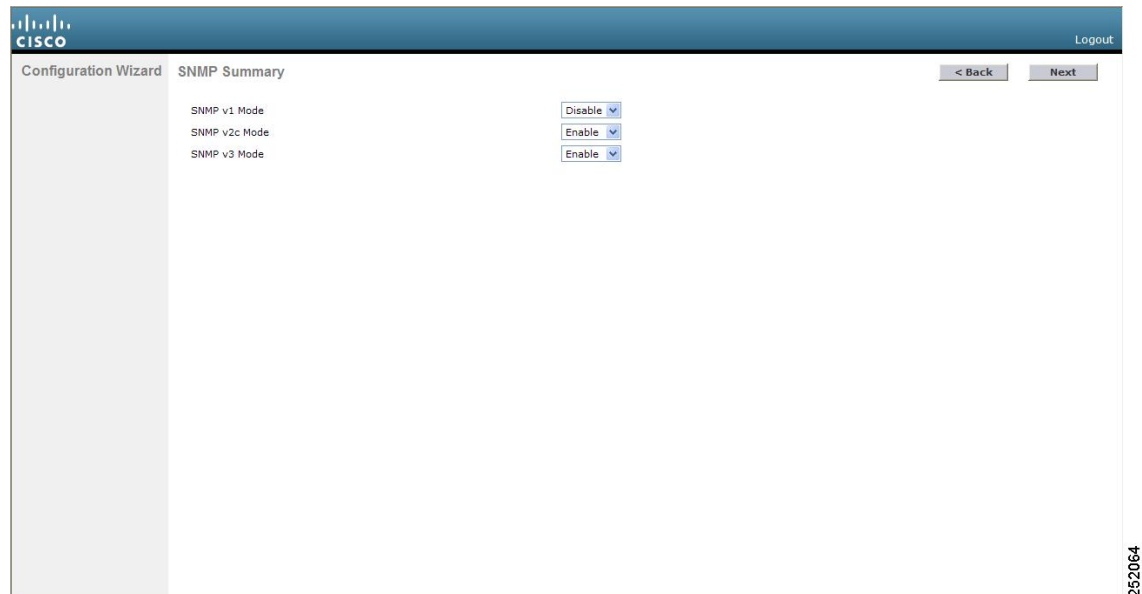 CISCO
Logout
Configuration Wizard
SNMP Summary
< Back
Next
SNMP v1 Mode
Disable
SNMP v2c Mode
Enable
SNMP v3 Mode
Enable
252064